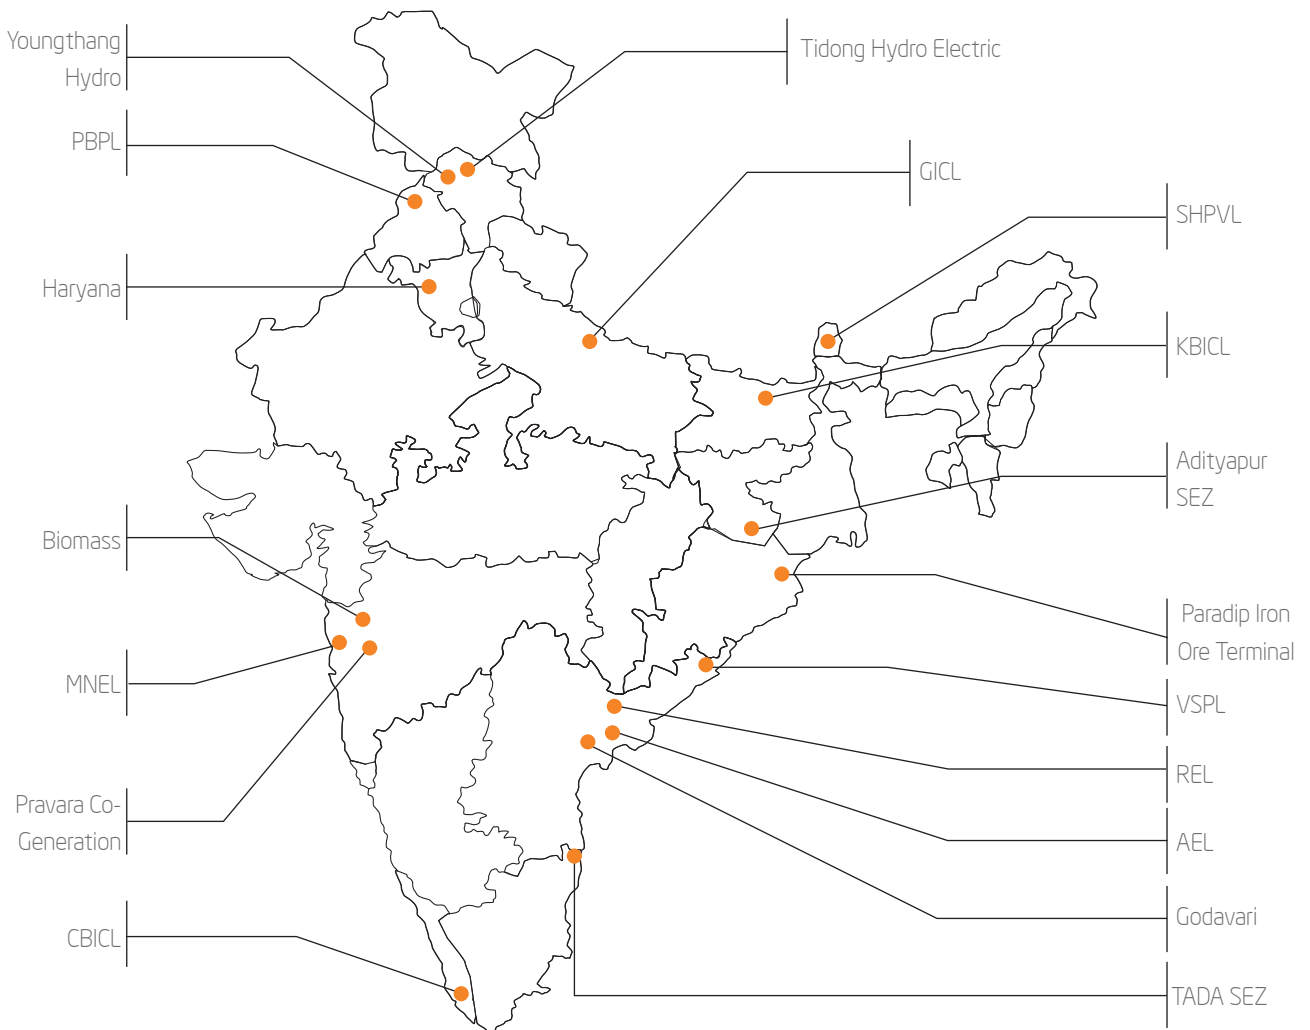 Youngthang
Hydro
Tidong Hydro Electric
PBPL
GICL
SHPVL
Haryana
KBICL
Adityapur
SEZ
Biomass
Paradip Iron
Ore Terminal
MNEL
VSPL
REL
Pravara Co-
Generation
AEL
Godavari
CBICL
TADA SEZ